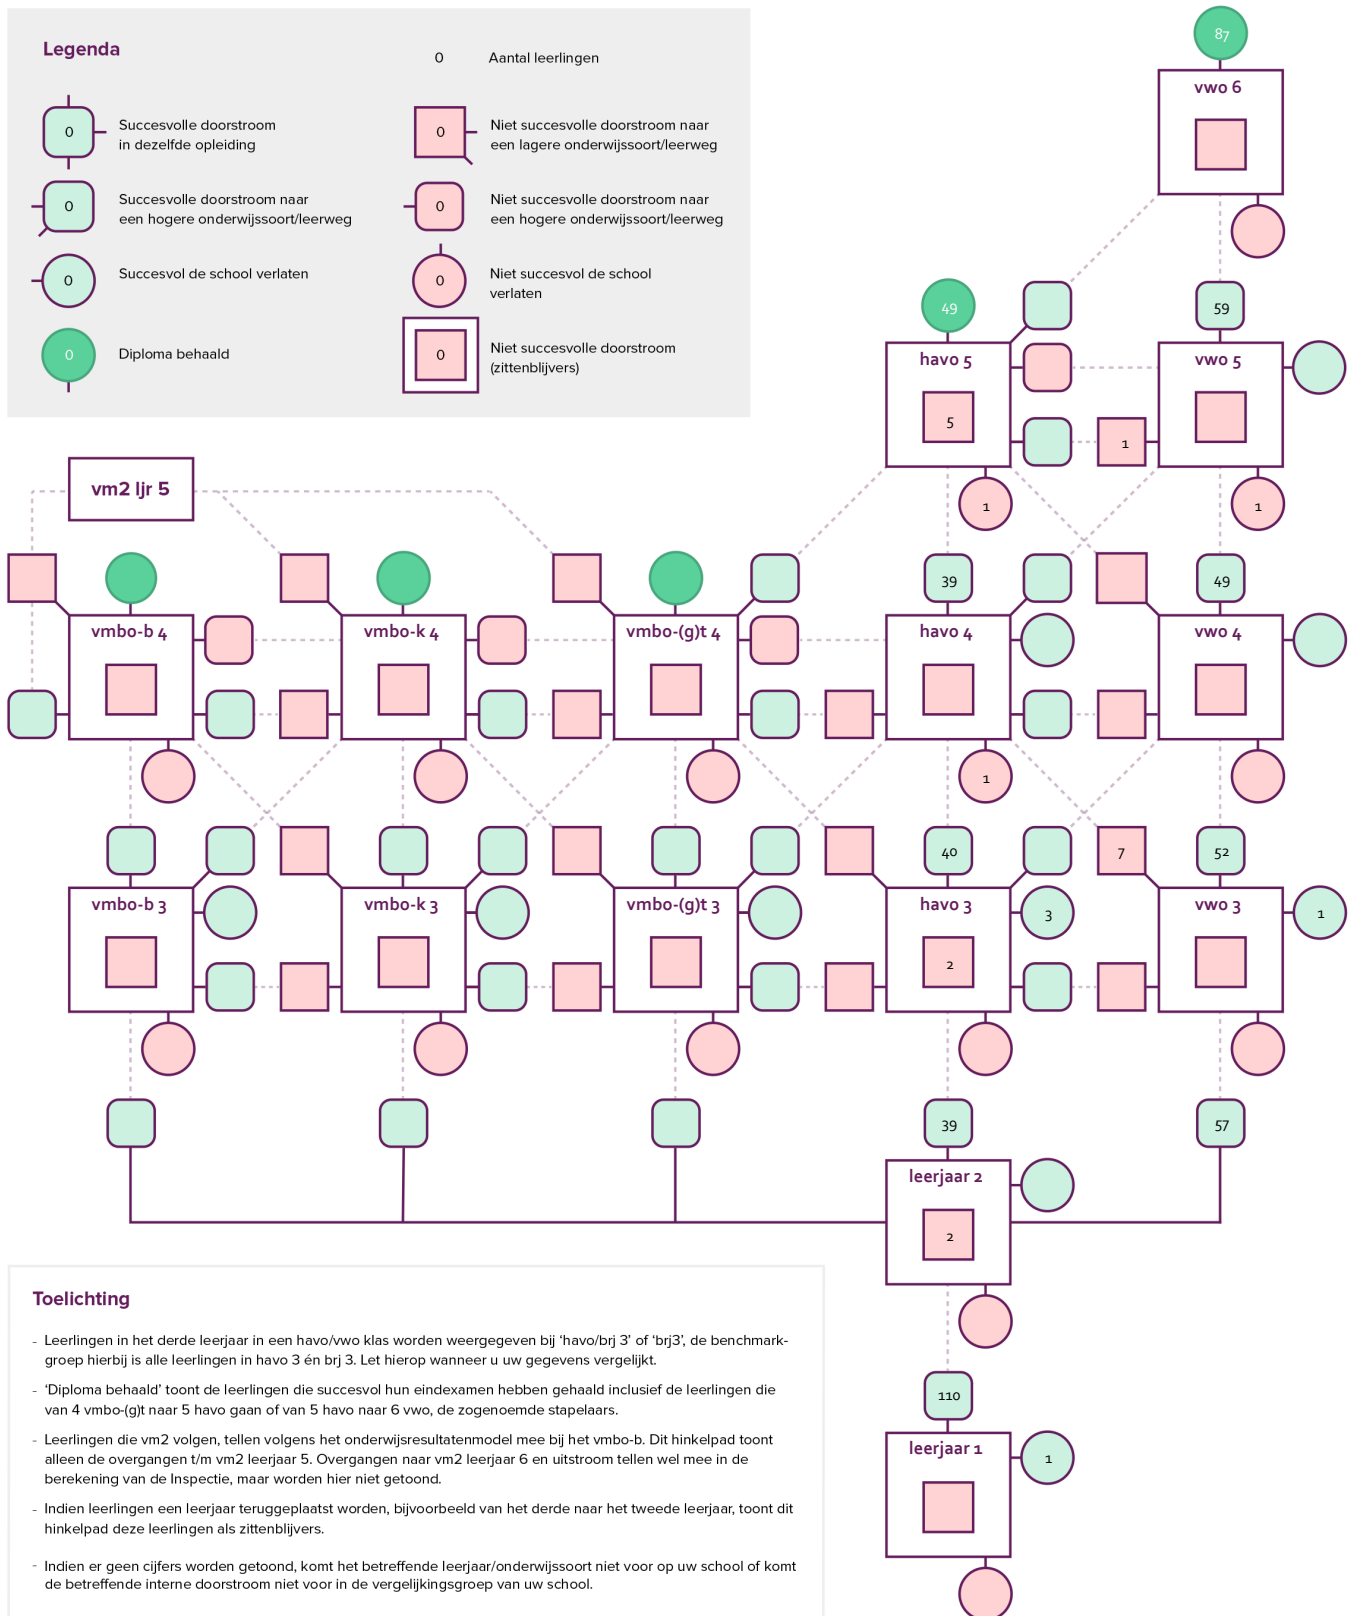 Legenda
0 Aantal leerlingen
0 Succesvolle doorstroom
in dezelfde opleiding
0 Niet succesvolle doorstroom naar
een lagere onderwijssoort/leerweg
0 Succesvolle doorstroom naar
een hogere onderwijssoort/leerweg
0 Niet succesvolle doorstroom naar
een hogere onderwijssoort/leerweg
0 Succesvol de school verlaten
0 Niet succesvol de school
verlaten
0 Diploma behaald
0 Niet succesvolle doorstroom
(zittenblijvers)
87
vwo 6
49
59
havo 5
vwo 5
5
1
1
1
vm2 ljr 5
39
49
vmbo-b 4
vmbo-k 4
vmbo-(g)t 4
havo 4
vwo 4
1
40
7
52
vmbo-b 3
vmbo-k 3
vmbo-(g)t 3
havo 3
3
vwo 3
1
2
39
57
leerjaar 2
2
110
leerjaar 1
1
Toelichting
- Leerlingen in het derde leerjaar in een havo/vwo klas worden weergegeven bij ‘havo/brj 3’ of ‘brj3’, de benchmark-
groep hierbij is alle leerlingen in havo 3 én brj 3. Let hierop wanneer u uw gegevens vergelijkt.
- ‘Diploma behaald’ toont de leerlingen die succesvol hun eindexamen hebben gehaald inclusief de leerlingen die
van 4 vmbo-(g)t naar 5 havo gaan of van 5 havo naar 6 vwo, de zogenoemde stapelaars.
- Leerlingen die vm2 volgen, tellen volgens het onderwijsresultatenmodel mee bij het vmbo-b. Dit hinkelpad toont
alleen de overgangen t/m vm2 leerjaar 5. Overgangen naar vm2 leerjaar 6 en uitstroom tellen wel mee in de
berekening van de Inspectie, maar worden hier niet getoond.
- Indien leerlingen een leerjaar teruggeplaatst worden, bijvoorbeeld van het derde naar het tweede leerjaar, toont dit
hinkelpad deze leerlingen als zittenblijvers.
- Indien er geen cijfers worden getoond, komt het betreffende leerjaar/onderwijssoort niet voor op uw school of komt
de betreffende interne doorstroom niet voor in de vergelijkingsgroep van uw school.